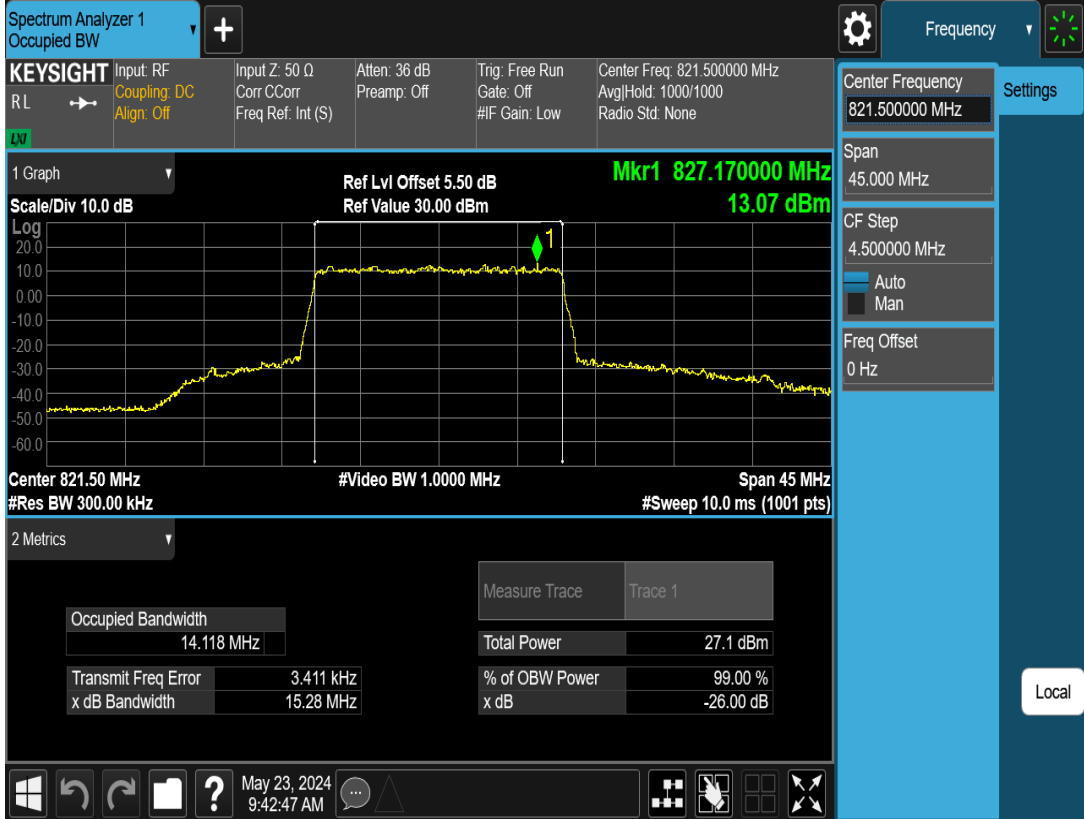 Spectrum Analyzer 1
Occupied BW
Frequency
KEYSIGHT
RL
LXI
Input: RF
Coupling: DC
Align: Off
Input Z: 50 Ω
Corr CCorr
Freq Ref: Int (S)
Atten: 36 dB
Preamp: Off
Trig: Free Run
Gate: Off
#IF Gain: Low
Center Freq: 821.500000 MHz
Avg|Hold: 1000/1000
Radio Std: None
Center Frequency
821.500000 MHz
Settings
Span
45.000 MHz
CF Step
4.500000 MHz
Auto
Man
Freq Offset
0 Hz
Local
1 Graph
Scale/Div 10.0 dB
Ref Lvl Offset 5.50 dB
Ref Value 30.00 dBm
Mkr1 827.170000 MHz
13.07 dBm
Log
20.0
10.0
0.00
-10.0
-20.0
-30.0
-40.0
-50.0
-60.0
1
Center 821.50 MHz
#Video BW 1.0000 MHz
Span 45 MHz
#Res BW 300.00 kHz
#Sweep 10.0 ms (1001 pts)
2 Metrics
Measure Trace
Trace 1
Occupied Bandwidth
14.118 MHz
Total Power
27.1 dBm
Transmit Freq Error
3.411 kHz
% of OBW Power
99.00 %
x dB Bandwidth
15.28 MHz
x dB
-26.00 dB
May 23, 2024
9:42:47 AM